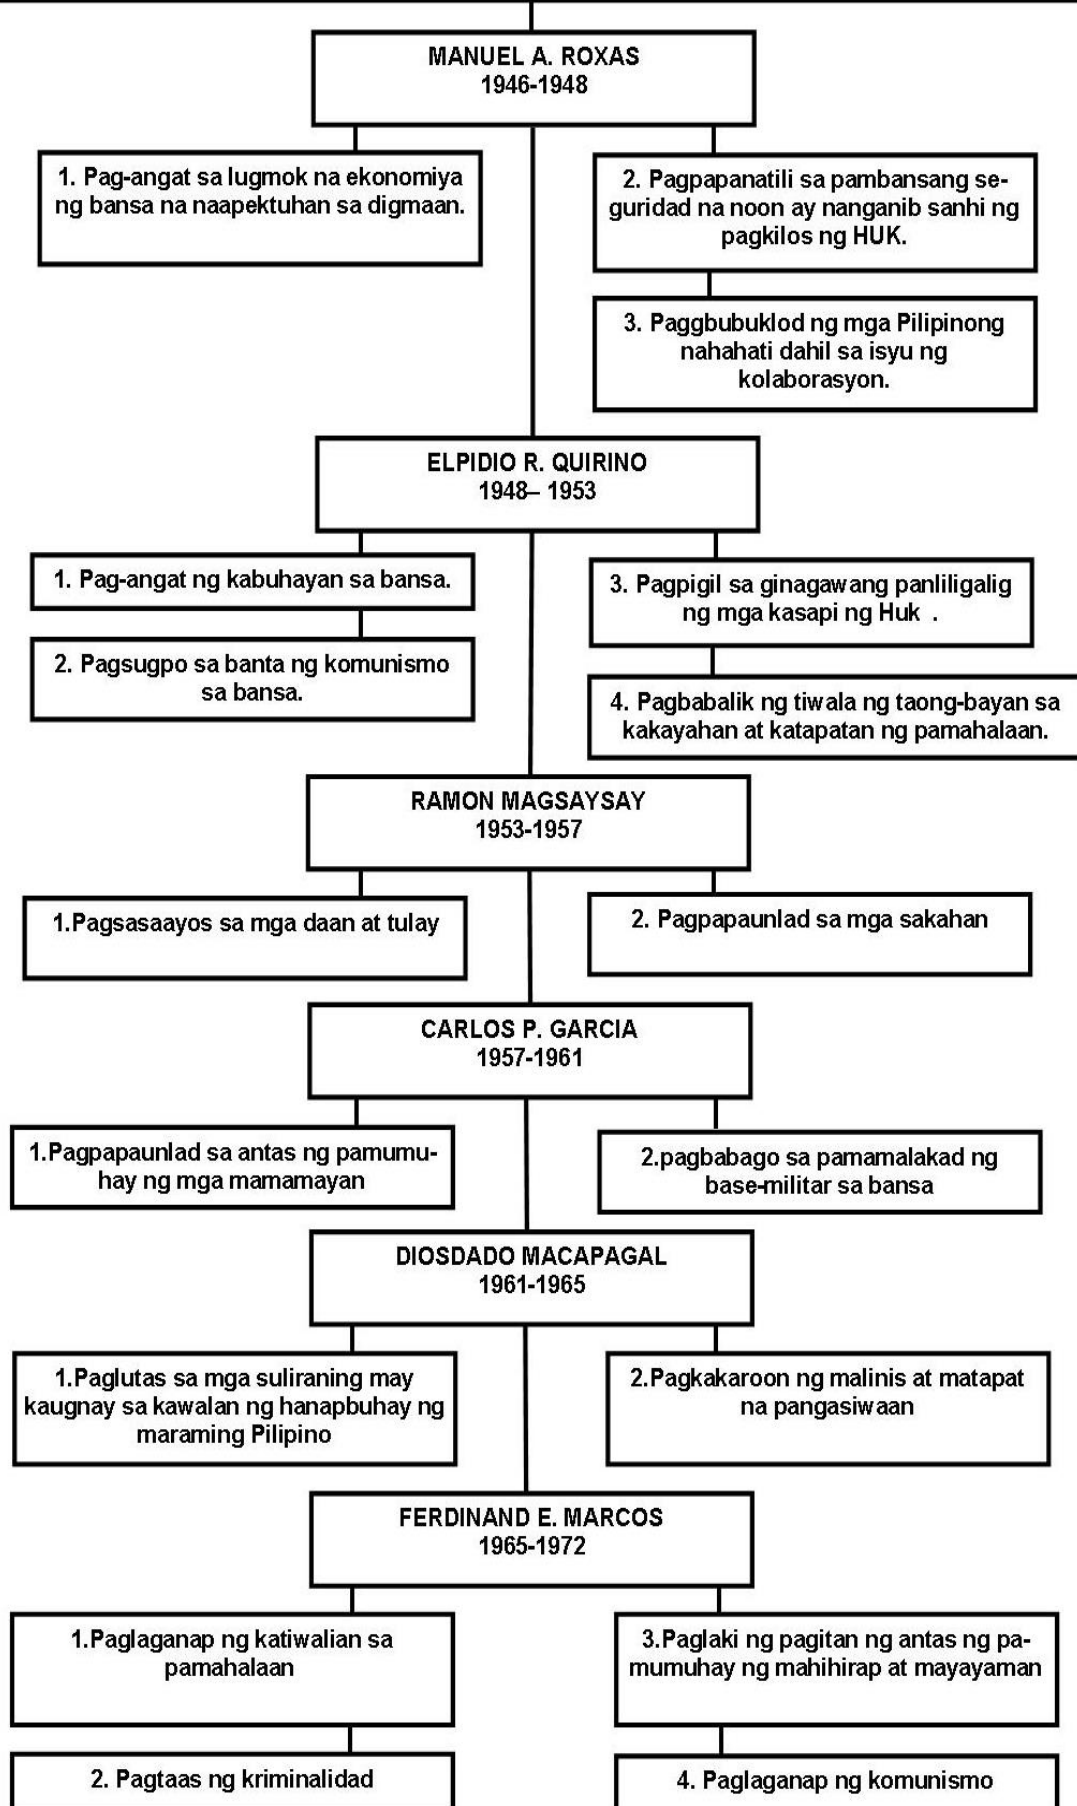 MANUEL A. ROXAS
1946-1948
1. Pag-angat sa lugmok na ekonomiya
ng bansa na naapektuhan sa digmaan.
2. Pagpapanatili sa pambansang se-
guridad na noon ay nanganib sanhi ng
pagkilos ng HUK.
3. Paggbubuklod ng mga Pilipinong
nahahati dahil sa isyu ng
kolaborasyon.
ELPIDIO R. QUIRINO
1948– 1953
1. Pag-angat ng kabuhayan sa bansa.
2. Pagsugpo sa banta ng komunismo
sa bansa.
3. Pagpigil sa ginagawang panliligalig
ng mga kasapi ng Huk .
4. Pagbabalik ng tiwala ng taong-bayan sa
kakayahan at katapatan ng pamahalaan.
RAMON MAGSAYSAY
1953-1957
1.Pagsasaayos sa mga daan at tulay
2. Pagpapaunlad sa mga sakahan
CARLOS P. GARCIA
1957-1961
1.Pagpapaunlad sa antas ng pamumu-
hay ng mga mamamayan
2.pagbabago sa pamamalakad ng
base-militar sa bansa
DIOSDADO MACAPAGAL
1961-1965
1.Paglutas sa mga suliraning may
kaugnay sa kawalan ng hanapbuhay ng
maraming Pilipino
2.Pagkakaroon ng malinis at matapat
na pangasiwaan
FERDINAND E. MARCOS
1965-1972
1.Paglaganap ng katiwalian sa
pamahalaan
2. Pagtaas ng kriminalidad
3.Paglaki ng pagitan ng antas ng pa-
mumuhay ng mahihirap at mayayaman
4. Paglaganap ng komunismo